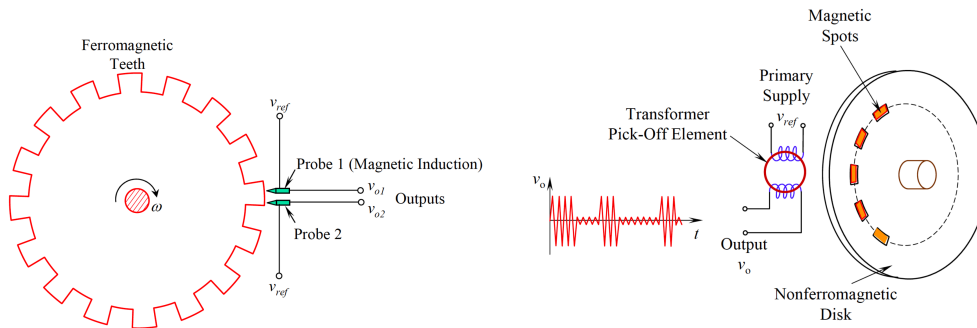 Ferromagnetic
Teeth
v_ref
Probe 1 (Magnetic Induction)
v_o1
Outputs
v_o2
Probe 2
v_ref
ω
Magnetic
Spots
Primary
Supply
v_ref
Transformer
Pick-Off Element
v_o
t
Output
v_o
Nonferromagnetic
Disk